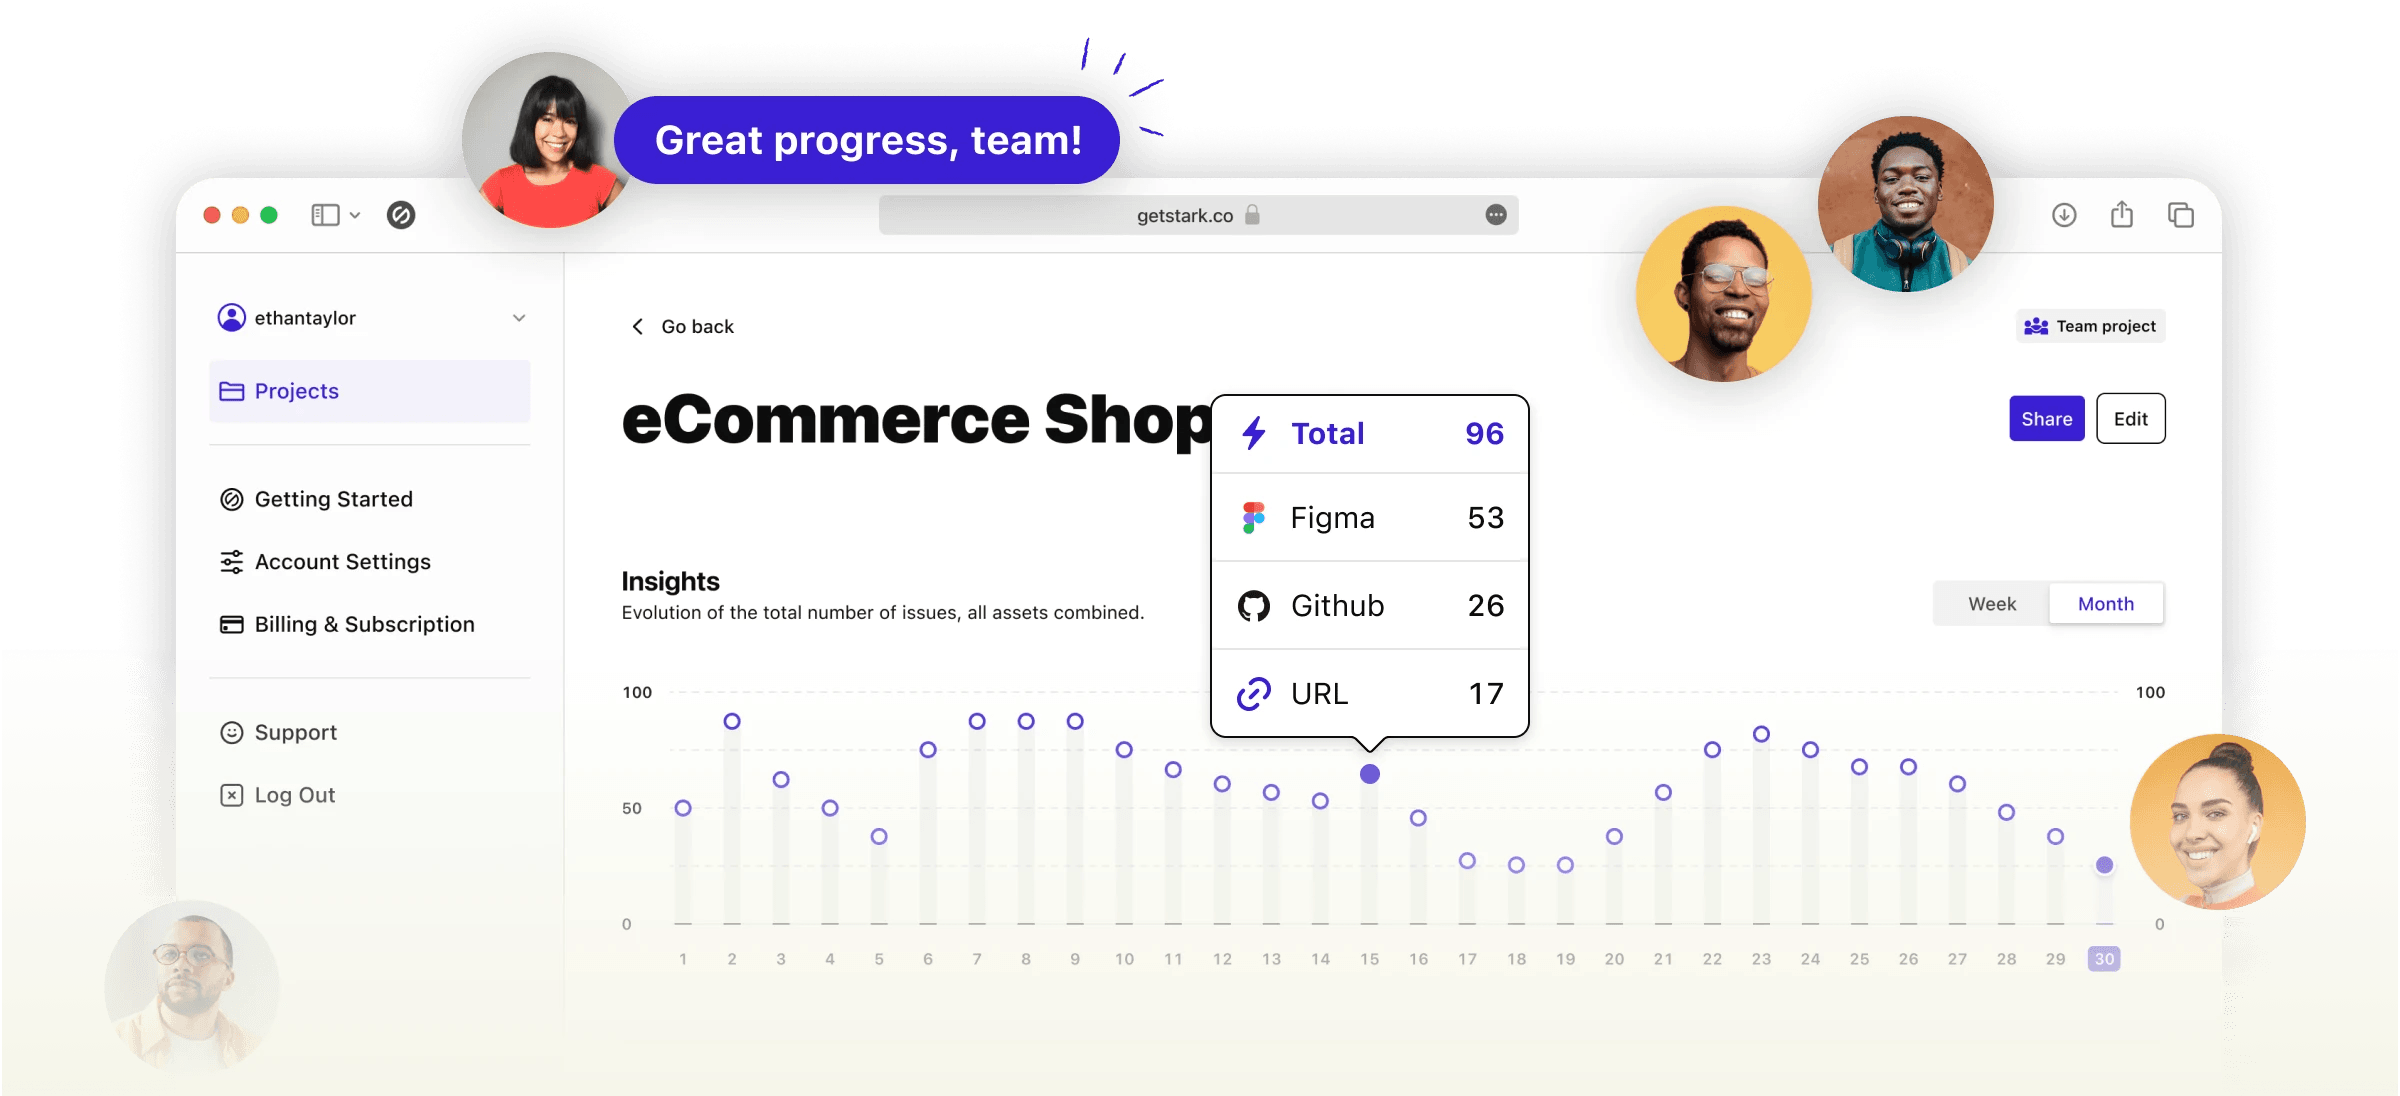 Great progress, team!
getstark.co
ethantaylor
Projects
Getting Started
Account Settings
Billing & Subscription
Support
Log Out
Go back
Team project
eCommerce Shop
Share
Edit
Total 96
Figma 53
Github 26
URL 17
Insights
Evolution of the total number of issues, all assets combined.
Week Month
100 100
50
0 0
1 2 3 4 5 6 7 8 9 10 11 12 13 14 15 16 17 18 19 20 21 22 23 24 25 26 27 28 29 30